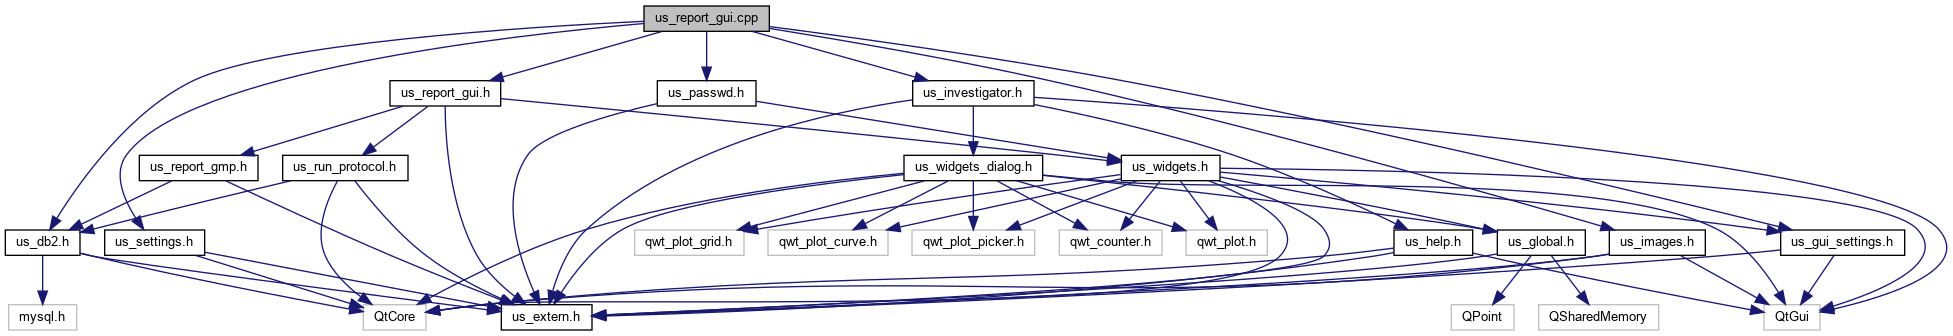 us_report_gui.cpp
us_report_gui.h
us_passwd.h
us_investigator.h
us_report_gmp.h
us_run_protocol.h
us_widgets_dialog.h
us_widgets.h
us_db2.h
us_settings.h
qwt_plot_grid.h
qwt_plot_curve.h
qwt_plot_picker.h
qwt_counter.h
qwt_plot.h
us_help.h
us_global.h
us_images.h
us_gui_settings.h
mysql.h
QtCore
us_extern.h
QPoint
QSharedMemory
QtGui